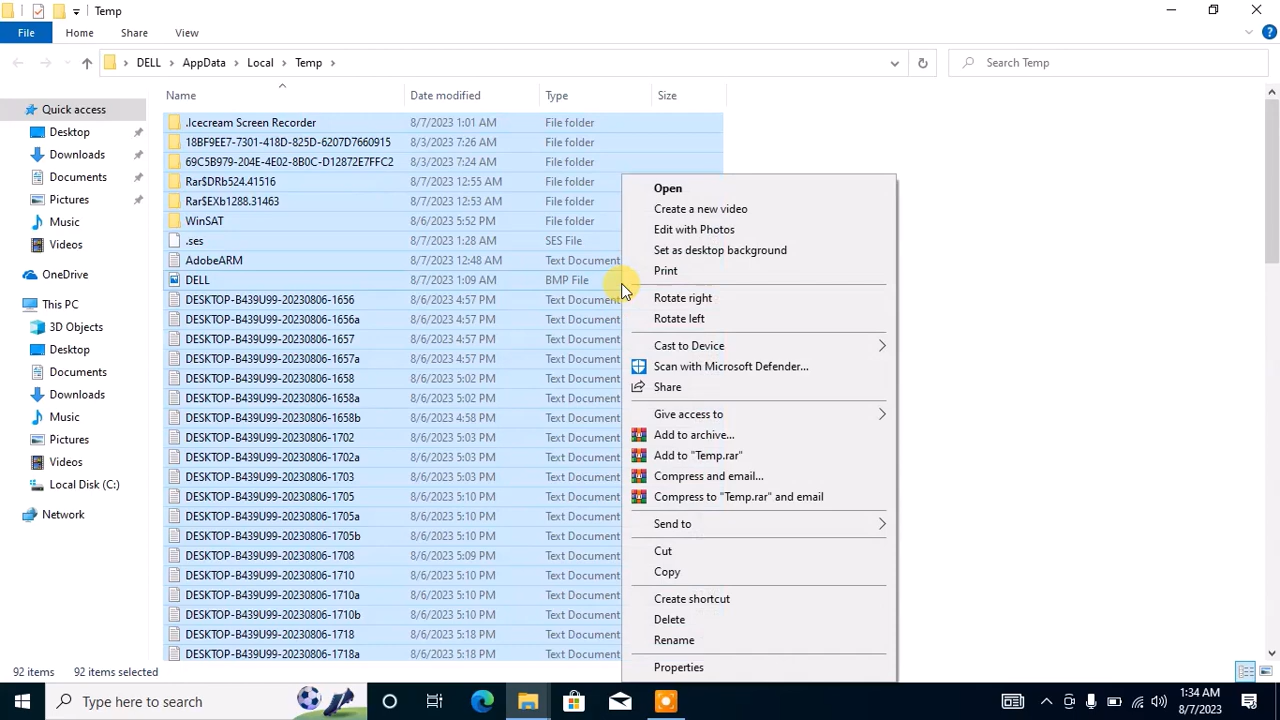 Temp
File Home Share View
DELL AppData Local Temp Search Temp
Name Date modified Type Size
Quick access
Desktop
Downloads
Documents
Pictures
Music
Videos
OneDrive
This PC
3D Objects
Desktop
Documents
Downloads
Music
Pictures
Videos
Local Disk (C:)
Network
.Icecream Screen Recorder 8/7/2023 1:01 AM File folder
18BF9EE7-7301-418D-825D-6207D7660915 8/3/2023 7:26 AM File folder
69C5B979-204E-4E02-8B0C-D12872E7FFC2 8/3/2023 7:24 AM File folder
Rar$DRb524.41516 8/7/2023 12:55 AM File folder
Rar$EXb1288.31463 8/7/2023 12:53 AM File folder
WinSAT 8/6/2023 5:52 PM File folder
.ses 8/7/2023 1:28 AM SES File
AdobeARM 8/7/2023 12:48 AM Text Document
DELL 8/7/2023 1:09 AM BMP File
DESKTOP-B439U99-20230806-1656 8/6/2023 4:57 PM Text Document
DESKTOP-B439U99-20230806-1656a 8/6/2023 4:57 PM Text Document
DESKTOP-B439U99-20230806-1657 8/6/2023 4:57 PM Text Document
DESKTOP-B439U99-20230806-1657a 8/6/2023 4:57 PM Text Document
DESKTOP-B439U99-20230806-1658 8/6/2023 5:02 PM Text Document
DESKTOP-B439U99-20230806-1658a 8/6/2023 5:02 PM Text Document
DESKTOP-B439U99-20230806-1658b 8/6/2023 4:58 PM Text Document
DESKTOP-B439U99-20230806-1702 8/6/2023 5:03 PM Text Document
DESKTOP-B439U99-20230806-1702a 8/6/2023 5:03 PM Text Document
DESKTOP-B439U99-20230806-1703 8/6/2023 5:03 PM Text Document
DESKTOP-B439U99-20230806-1705 8/6/2023 5:10 PM Text Document
DESKTOP-B439U99-20230806-1705a 8/6/2023 5:10 PM Text Document
DESKTOP-B439U99-20230806-1705b 8/6/2023 5:10 PM Text Document
DESKTOP-B439U99-20230806-1708 8/6/2023 5:09 PM Text Document
DESKTOP-B439U99-20230806-1710 8/6/2023 5:10 PM Text Document
DESKTOP-B439U99-20230806-1710a 8/6/2023 5:10 PM Text Document
DESKTOP-B439U99-20230806-1710b 8/6/2023 5:10 PM Text Document
DESKTOP-B439U99-20230806-1718 8/6/2023 5:18 PM Text Document
DESKTOP-B439U99-20230806-1718a 8/6/2023 5:18 PM Text Document
Open
Create a new video
Edit with Photos
Set as desktop background
Print
Rotate right
Rotate left
Cast to Device
Scan with Microsoft Defender...
Share
Give access to
Add to archive...
Add to "Temp.rar"
Compress and email...
Compress to "Temp.rar" and email
Send to
Cut
Copy
Create shortcut
Delete
Rename
Properties
92 items 92 items selected
Type here to search
1:34 AM
8/7/2023